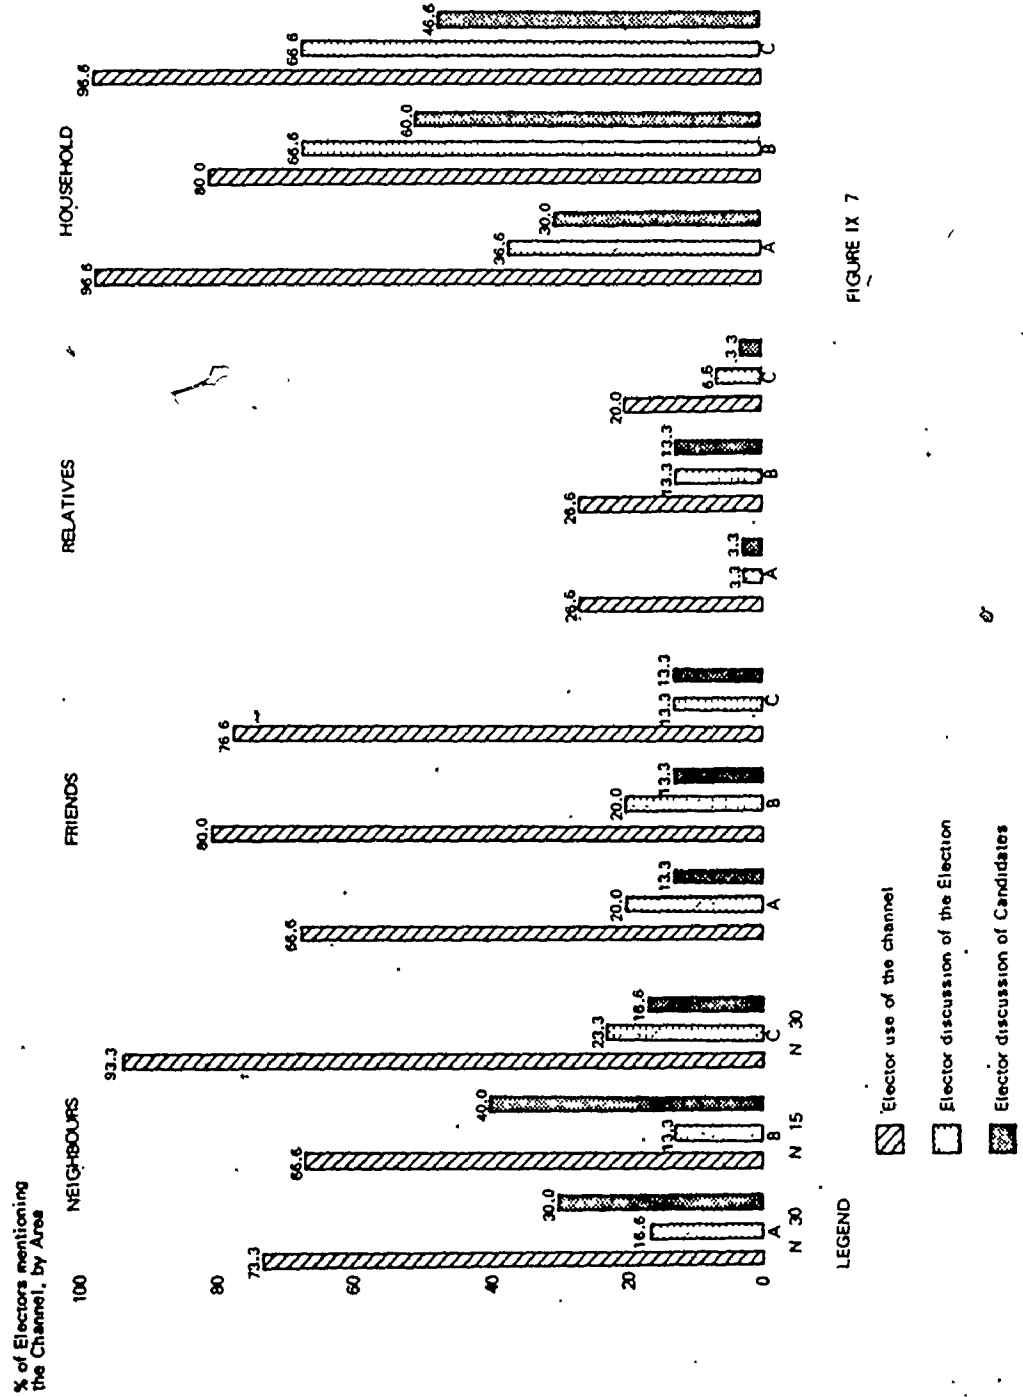 % of Electors mentioning
the Channel, by Area
NEIGHBOURS FRIENDS RELATIVES HOUSEHOLD
100
80
60
40
20
0
73.3 16.6 30.0 66.6 13.3 40.0 93.3 23.3 16.6
66.6 20.0 13.3 80.0 20.0 13.3 76.6 13.3 13.3
26.6 3.3 3.3 26.6 13.3 13.3 20.0 6.6 3.3
96.6 36.6 30.0 80.0 66.6 60.0 96.6 66.6 46.6
A B C A B C A B C A B C
N 30 N 15 N 30
LEGEND
Elector use of the channel
Elector discussion of the Election
Elector discussion of Candidates
FIGURE IX 7